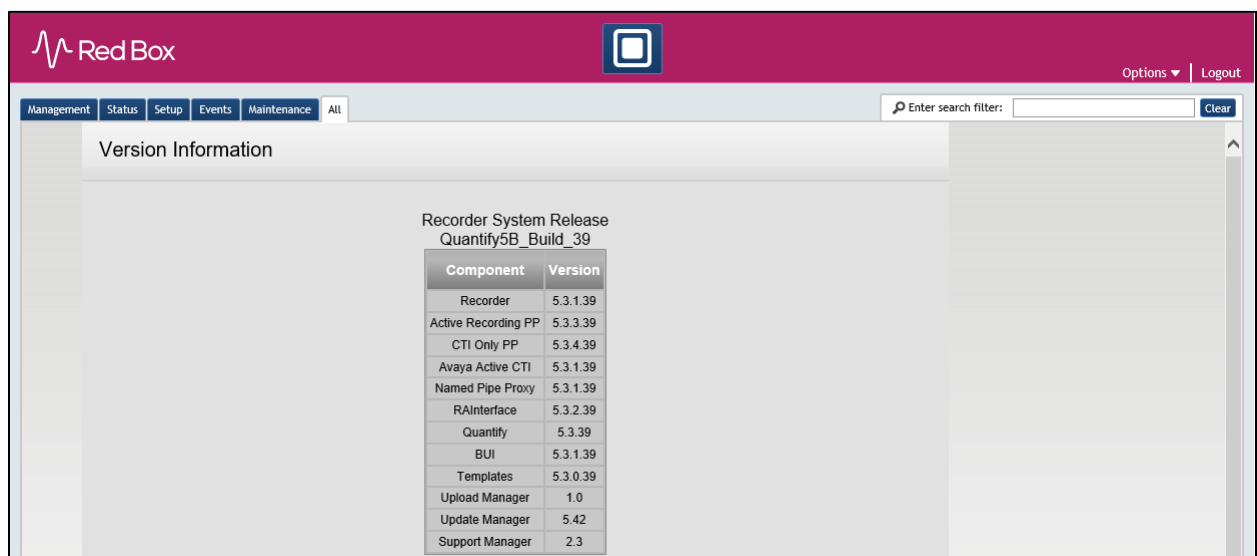 Red Box
Options ▼ | Logout
Management Status Setup Events Maintenance All
Enter search filter: Clear
Version Information
Recorder System Release
Quantify5B_Build_39
Component Version
Recorder 5.3.1.39
Active Recording PP 5.3.3.39
CTI Only PP 5.3.4.39
Avaya Active CTI 5.3.1.39
Named Pipe Proxy 5.3.1.39
RAInterface 5.3.2.39
Quantify 5.3.39
BUI 5.3.1.39
Templates 5.3.0.39
Upload Manager 1.0
Update Manager 5.42
Support Manager 2.3